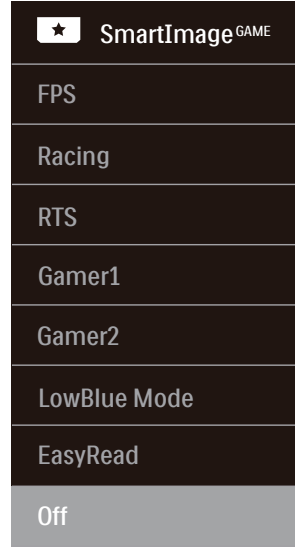 SmartImage GAME
FPS
Racing
RTS
Gamer1
Gamer2
LowBlue Mode
EasyRead
Off